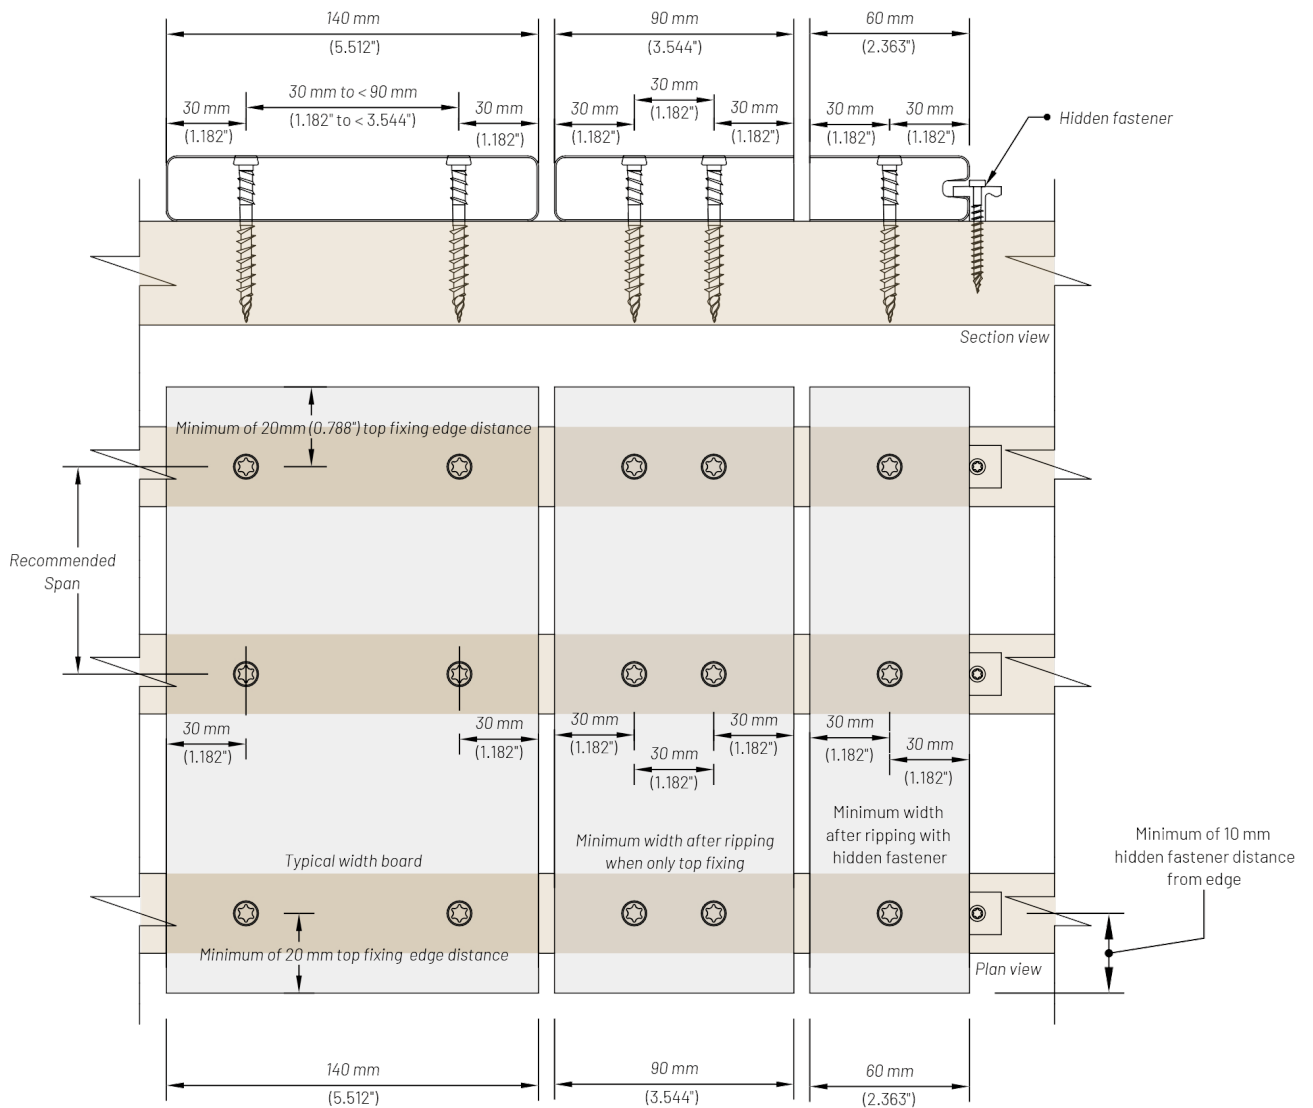 140 mm
(5.512")
90 mm
(3.544")
60 mm
(2.363")
30 mm
(1.182")
30 mm to < 90 mm
(1.182" to < 3.544")
30 mm
(1.182")
30 mm
(1.182")
30 mm
(1.182")
30 mm
(1.182")
30 mm
(1.182")
30 mm
(1.182")
Hidden fastener
Section view
Minimum of 20mm (0.788") top fixing edge distance
Recommended
Span
30 mm
(1.182")
30 mm
(1.182")
30 mm
(1.182")
30 mm
(1.182")
30 mm
(1.182")
30 mm
(1.182")
30 mm
(1.182")
Typical width board
Minimum width after ripping
when only top fixing
Minimum width
after ripping with
hidden fastener
Minimum of 10 mm
hidden fastener distance
from edge
Minimum of 20 mm top fixing edge distance
Plan view
140 mm
(5.512")
90 mm
(3.544")
60 mm
(2.363")